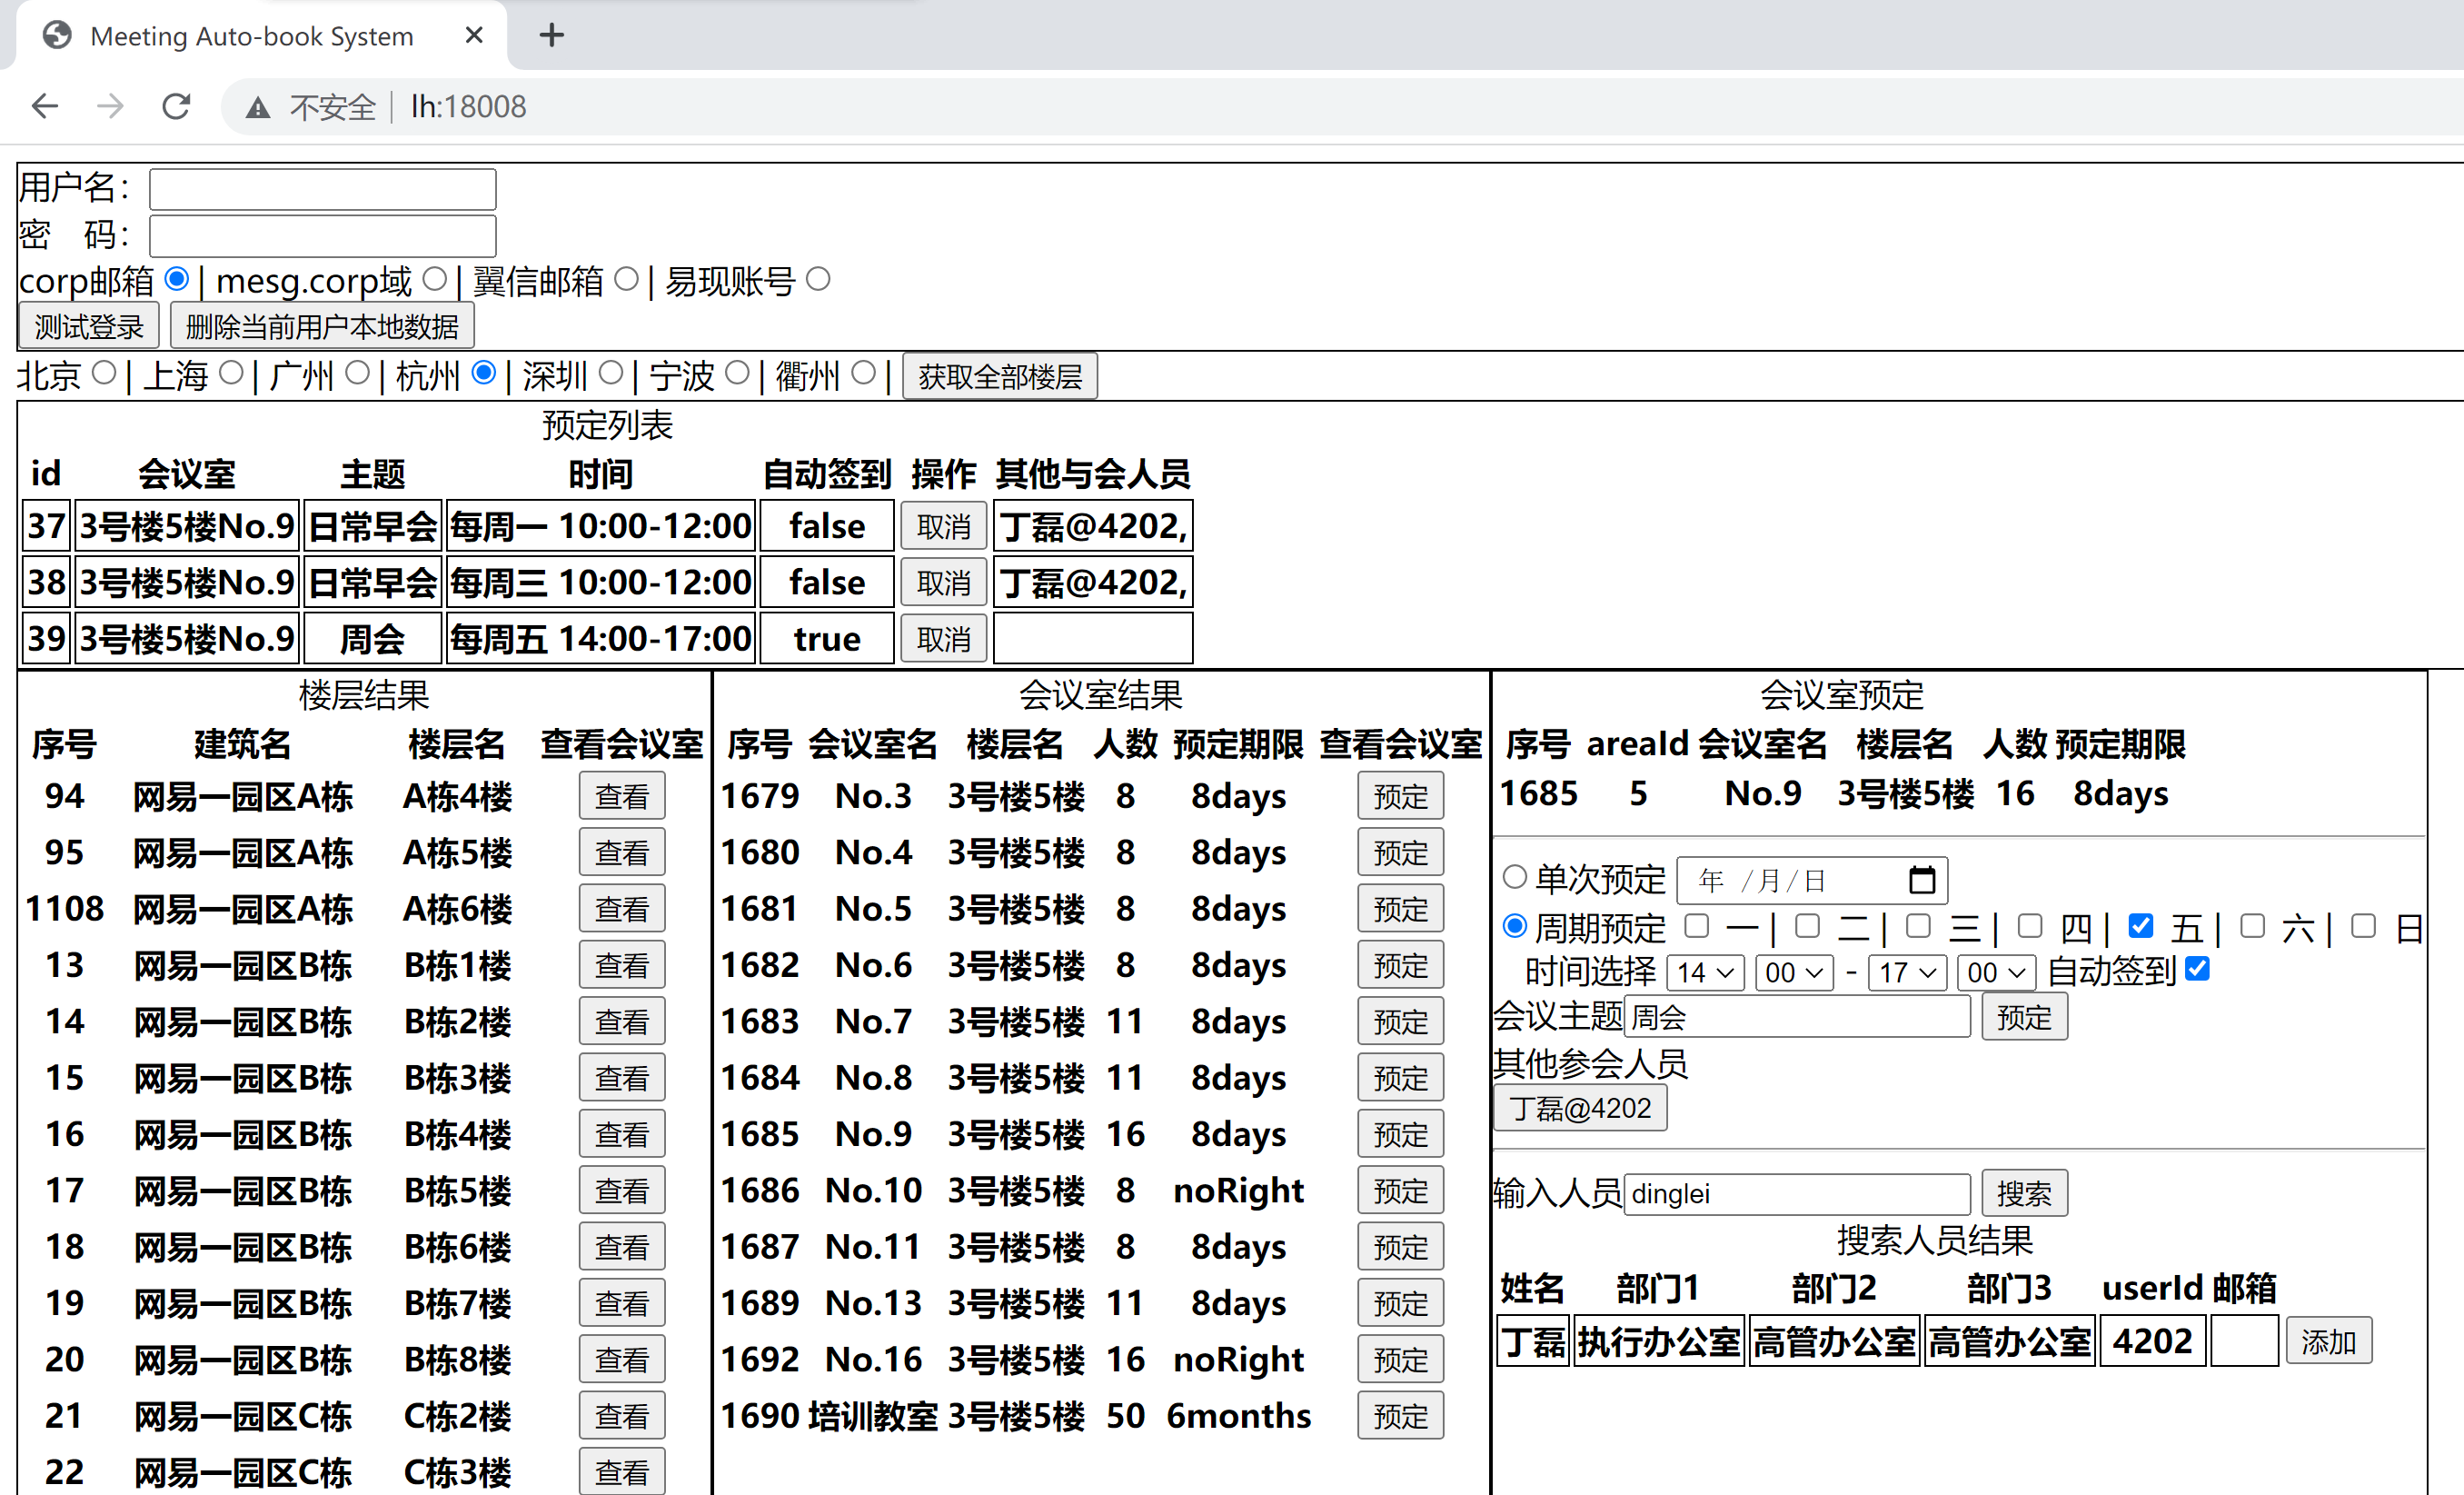 Meeting Auto-book System
不安全 lh:18008
用户名：
密 码：
corp邮箱 | mesg.corp域 | 翼信邮箱 | 易现账号
测试登录 删除当前用户本地数据
北京 | 上海 | 广州 | 杭州 | 深圳 | 宁波 | 衢州 | 获取全部楼层
预定列表
id 会议室 主题 时间 自动签到 操作 其他与会人员
37 3号楼5楼No.9 日常早会 每周一 10:00-12:00 false 取消 丁磊@4202,
38 3号楼5楼No.9 日常早会 每周三 10:00-12:00 false 取消 丁磊@4202,
39 3号楼5楼No.9 周会 每周五 14:00-17:00 true 取消
楼层结果
序号 建筑名 楼层名 查看会议室
94 网易一园区A栋 A栋4楼 查看
95 网易一园区A栋 A栋5楼 查看
1108 网易一园区A栋 A栋6楼 查看
13 网易一园区B栋 B栋1楼 查看
14 网易一园区B栋 B栋2楼 查看
15 网易一园区B栋 B栋3楼 查看
16 网易一园区B栋 B栋4楼 查看
17 网易一园区B栋 B栋5楼 查看
18 网易一园区B栋 B栋6楼 查看
19 网易一园区B栋 B栋7楼 查看
20 网易一园区B栋 B栋8楼 查看
21 网易一园区C栋 C栋2楼 查看
22 网易一园区C栋 C栋3楼 查看
会议室结果
序号 会议室名 楼层名 人数 预定期限 查看会议室
1679 No.3 3号楼5楼 8 8days 预定
1680 No.4 3号楼5楼 8 8days 预定
1681 No.5 3号楼5楼 8 8days 预定
1682 No.6 3号楼5楼 8 8days 预定
1683 No.7 3号楼5楼 11 8days 预定
1684 No.8 3号楼5楼 11 8days 预定
1685 No.9 3号楼5楼 16 8days 预定
1686 No.10 3号楼5楼 8 noRight 预定
1687 No.11 3号楼5楼 8 8days 预定
1689 No.13 3号楼5楼 11 8days 预定
1692 No.16 3号楼5楼 16 noRight 预定
1690 培训教室 3号楼5楼 50 6months 预定
会议室预定
序号 areaId 会议室名 楼层名 人数 预定期限
1685 5 No.9 3号楼5楼 16 8days
单次预定 年 /月/日
周期预定 一 | 二 | 三 | 四 | 五 | 六 | 日
时间选择 14 00 - 17 00 自动签到
会议主题 周会 预定
其他参会人员
丁磊@4202
输入人员 dinglei 搜索
搜索人员结果
姓名 部门1 部门2 部门3 userId 邮箱
丁磊 执行办公室 高管办公室 高管办公室 4202 添加